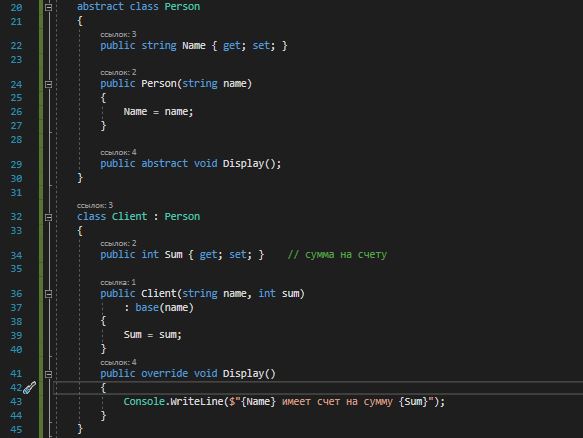 20 abstract class Person
21 {
ссылок: 3
22 public string Name { get; set; }
23
ссылок: 2
24 public Person(string name)
25 {
26 Name = name;
27 }
28
ссылок: 4
29 public abstract void Display();
30 }
31
ссылок: 3
32 class Client : Person
33 {
ссылок: 2
34 public int Sum { get; set; } // сумма на счету
35
ссылка: 1
36 public Client(string name, int sum)
37 : base(name)
38 {
39 Sum = sum;
40 }
ссылок: 4
41 public override void Display()
42 {
43 Console.WriteLine($"{Name} имеет счет на сумму {Sum}");
44 }
45 }